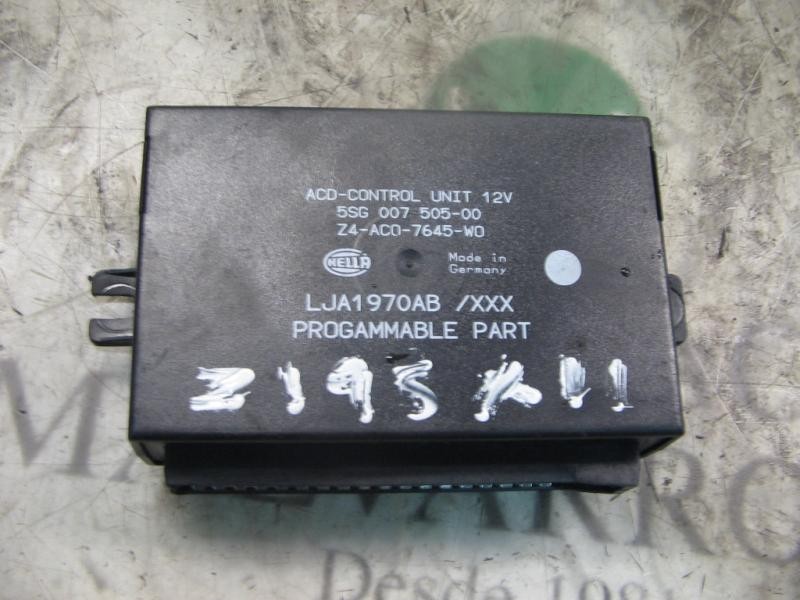 ACD-CONTROL UNIT 12V
5SG 007 505-00
Z4-ACO-7645-W0
HELLA
Made in
Germany
LJA1970AB /XXX
PROGAMMABLE PART
Desde